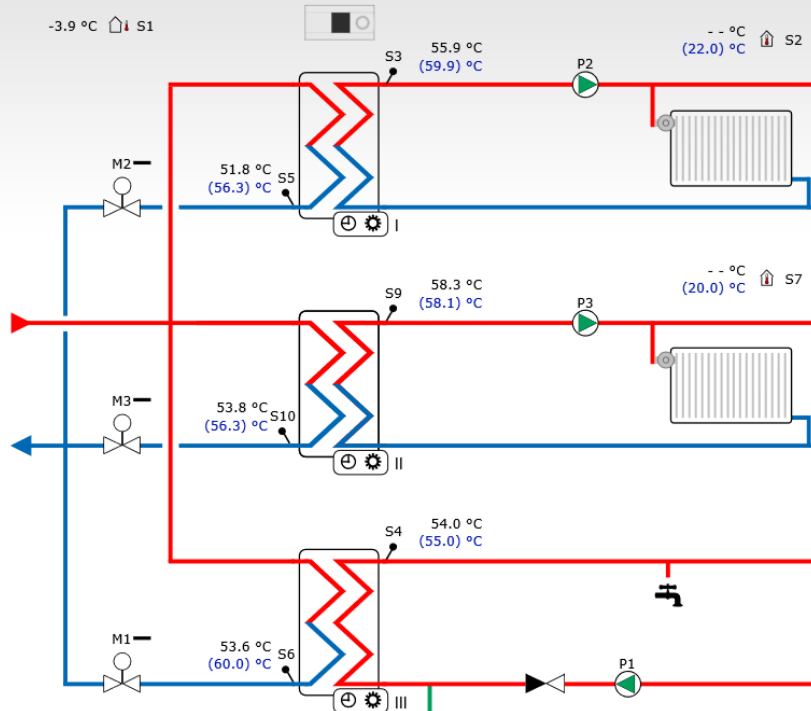 -3.9 °C S1
S3
55.9 °C
(59.9) °C
P2
- - °C
(22.0) °C
S2
M2
51.8 °C
(56.3) °C
S5
I
S9
58.3 °C
(58.1) °C
P3
- - °C
(20.0) °C
S7
M3
53.8 °C
(56.3) °C
S10
II
S4
54.0 °C
(55.0) °C
M1
53.6 °C
(60.0) °C
S6
P1
III